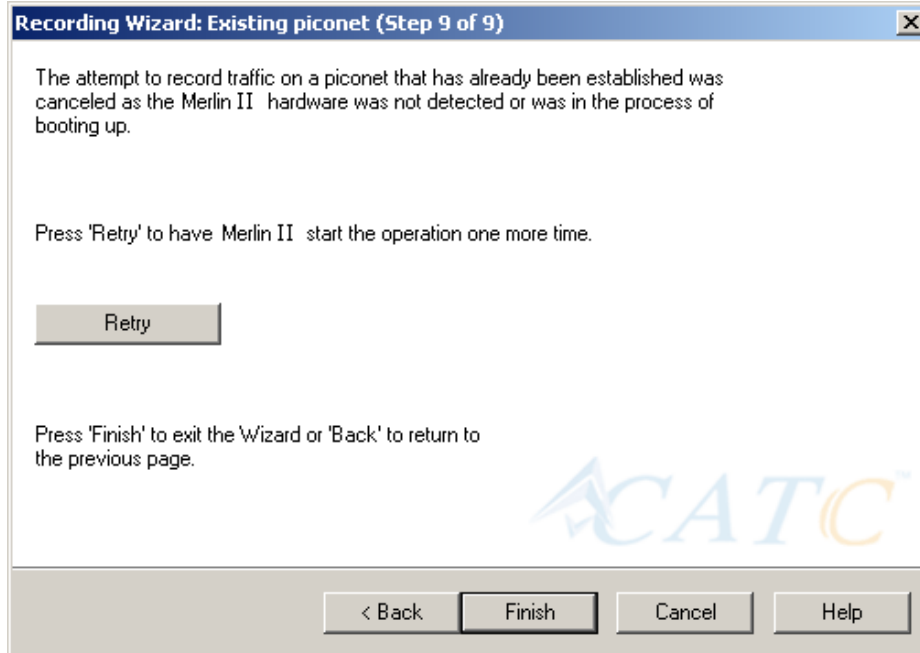 Recording Wizard: Existing piconet (Step 9 of 9)
The attempt to record traffic on a piconet that has already been established was
canceled as the Merlin II hardware was not detected or was in the process of
booting up.
Press 'Retry' to have Merlin II start the operation one more time.
Retry
Press 'Finish' to exit the Wizard or 'Back' to return to
the previous page.
CATC™
< Back Finish Cancel Help